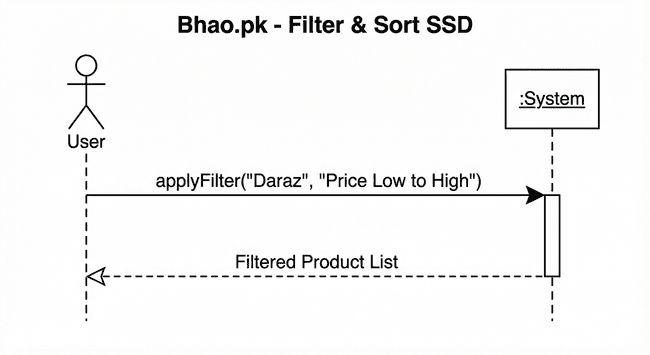 Bhao.pk - Filter & Sort SSD
User
:System
applyFilter("Daraz", "Price Low to High")
Filtered Product List